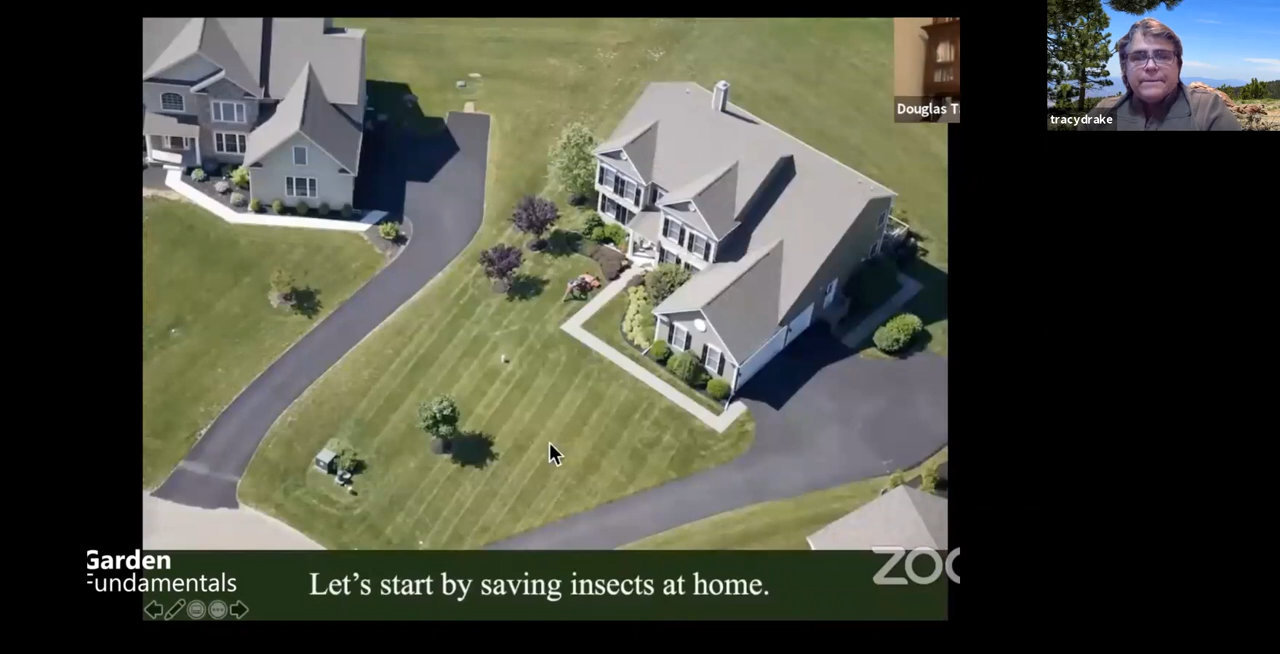 Douglas T
tracydrake
Garden
Fundamentals
Let's start by saving insects at home.
ZOO